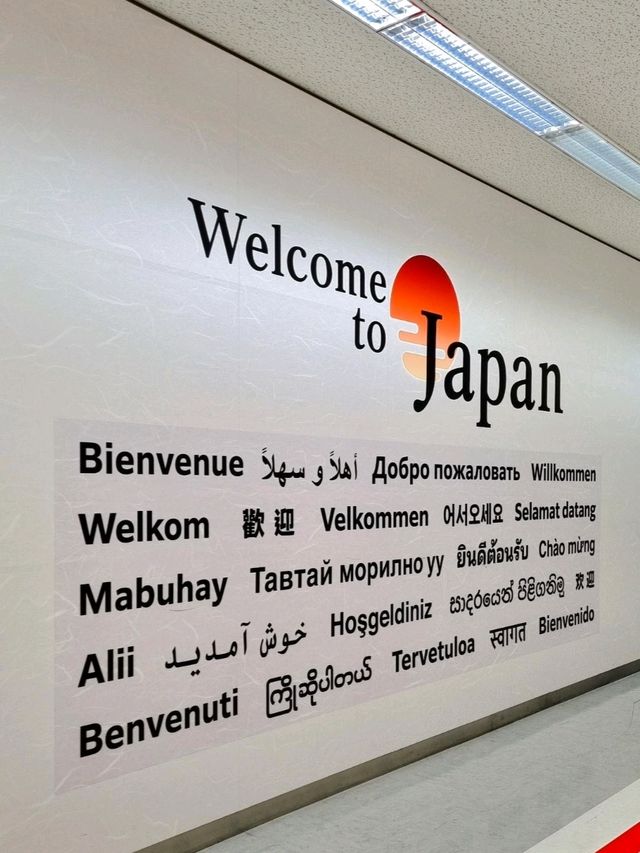 Welcome
to
Japan
Bienvenue أهلاً و سهلاً Добро пожаловать Willkommen
Welkom 歡迎 Velkommen 어서오세요 Selamat datang
Mabuhay Тавтай морилно уу ยินดีต้อนรับ Chào mừng
Alii خوش آمدید Hoşgeldiniz සාදරයෙන් පිළිගනිමු 欢迎
Benvenuti ကြိုဆိုပါတယ် Tervetuloa स्वागत Bienvenido